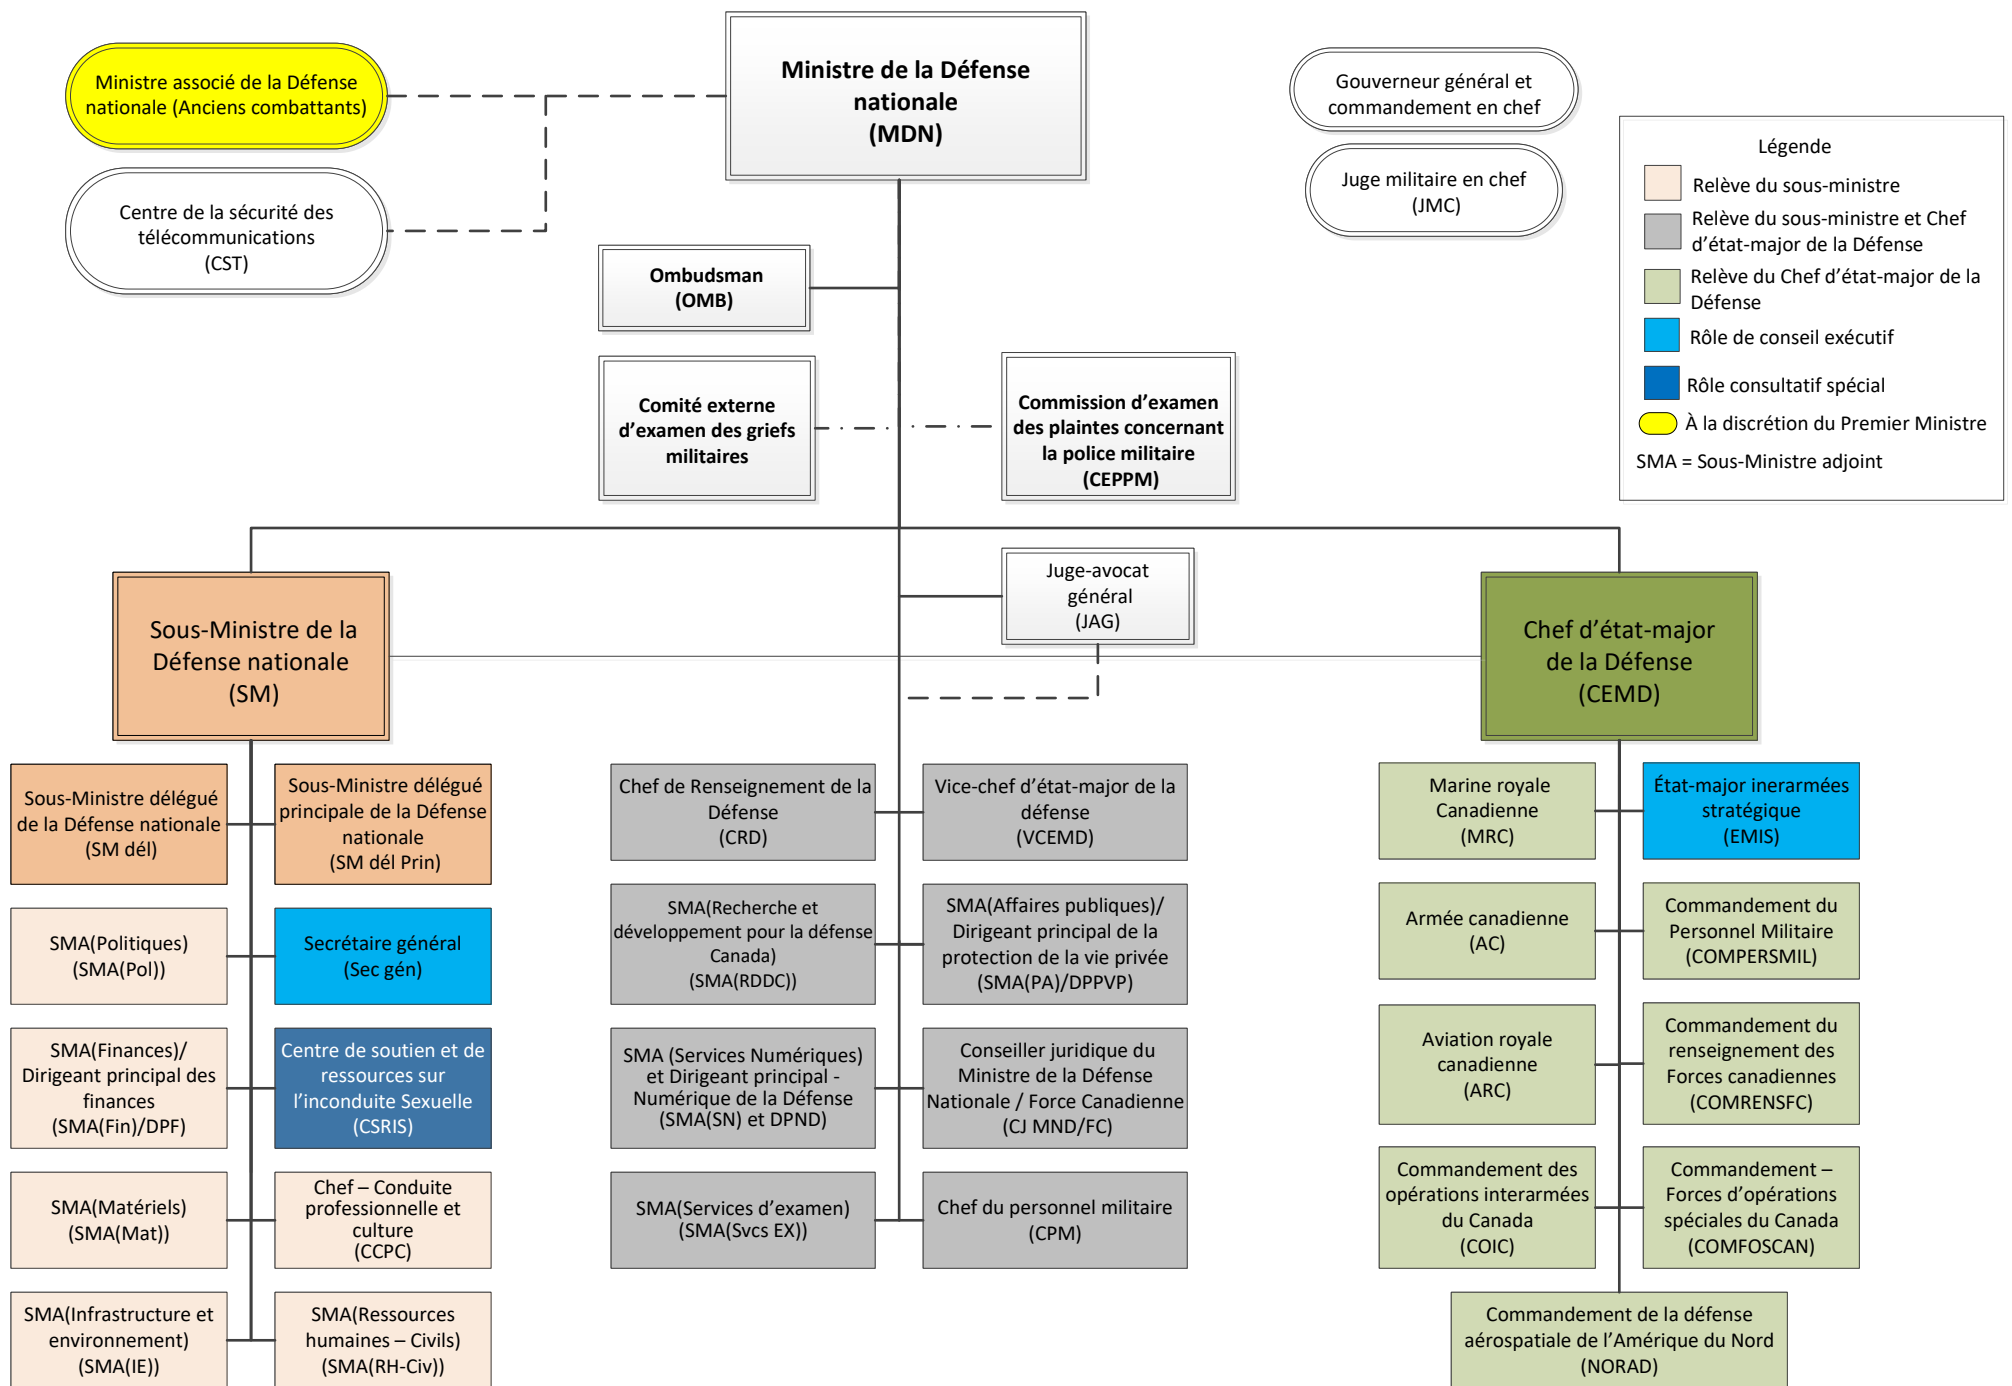 Ministre associé de la Défense
nationale (Anciens combattants)
Centre de la sécurité des
télécommunications
(CST)
Ministre de la Défense
nationale
(MDN)
Gouverneur général et
commandement en chef
Juge militaire en chef
(JMC)
Légende
Relève du sous-ministre
Relève du sous-ministre et Chef
d’état-major de la Défense
Relève du Chef d’état-major de la
Défense
Rôle de conseil exécutif
Rôle consultatif spécial
À la discrétion du Premier Ministre
SMA = Sous-Ministre adjoint
Ombudsman
(OMB)
Comité externe
d’examen des griefs
militaires
Commission d’examen
des plaintes concernant
la police militaire
(CEPPM)
Juge-avocat
général
(JAG)
Sous-Ministre de la
Défense nationale
(SM)
Chef d’état-major
de la Défense
(CEMD)
Sous-Ministre délégué
de la Défense nationale
(SM dél)
Sous-Ministre délégué
principale de la Défense
nationale
(SM dél Prin)
SMA(Politiques)
(SMA(Pol))
Secrétaire général
(Sec gén)
SMA(Finances)/
Dirigeant principal des
finances
(SMA(Fin)/DPF)
Centre de soutien et de
ressources sur
l’inconduite Sexuelle
(CSRIS)
SMA(Matériels)
(SMA(Mat))
Chef – Conduite
professionnelle et
culture
(CCPC)
SMA(Infrastructure et
environnement)
(SMA(IE))
SMA(Ressources
humaines – Civils)
(SMA(RH-Civ))
Chef de Renseignement de la
Défense
(CRD)
Vice-chef d’état-major de la
défense
(VCEMD)
SMA(Recherche et
développement pour la défense
Canada)
(SMA(RDDC))
SMA(Affaires publiques)/
Dirigeant principal de la
protection de la vie privée
(SMA(PA)/DPPVP)
SMA (Services Numériques)
et Dirigeant principal -
Numérique de la Défense
(SMA(SN) et DPND)
Conseiller juridique du
Ministre de la Défense
Nationale / Force Canadienne
(CJ MND/FC)
SMA(Services d’examen)
(SMA(Svcs EX))
Chef du personnel militaire
(CPM)
Marine royale
Canadienne
(MRC)
État-major inerarmées
stratégique
(EMIS)
Armée canadienne
(AC)
Commandement du
Personnel Militaire
(COMPERSMIL)
Aviation royale
canadienne
(ARC)
Commandement du
renseignement des
Forces canadiennes
(COMRENSFC)
Commandement des
opérations interarmées
du Canada
(COIC)
Commandement –
Forces d’opérations
spéciales du Canada
(COMFOSCAN)
Commandement de la défense
aérospatiale de l’Amérique du Nord
(NORAD)